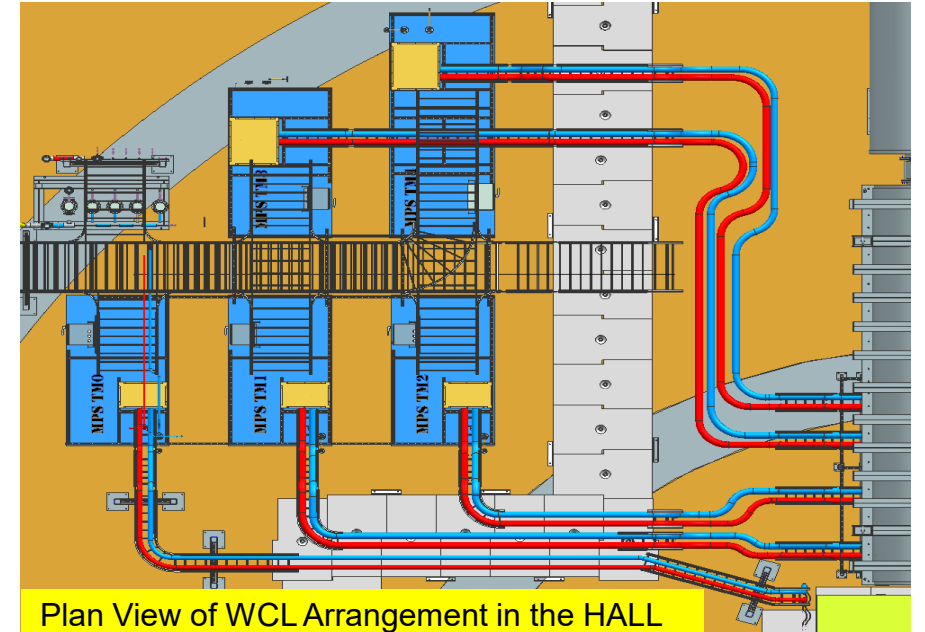 MPS TM3
MPS TM4
MPS TM0
MPS TM1
MPS TM2
Plan View of WCL Arrangement in the HALL